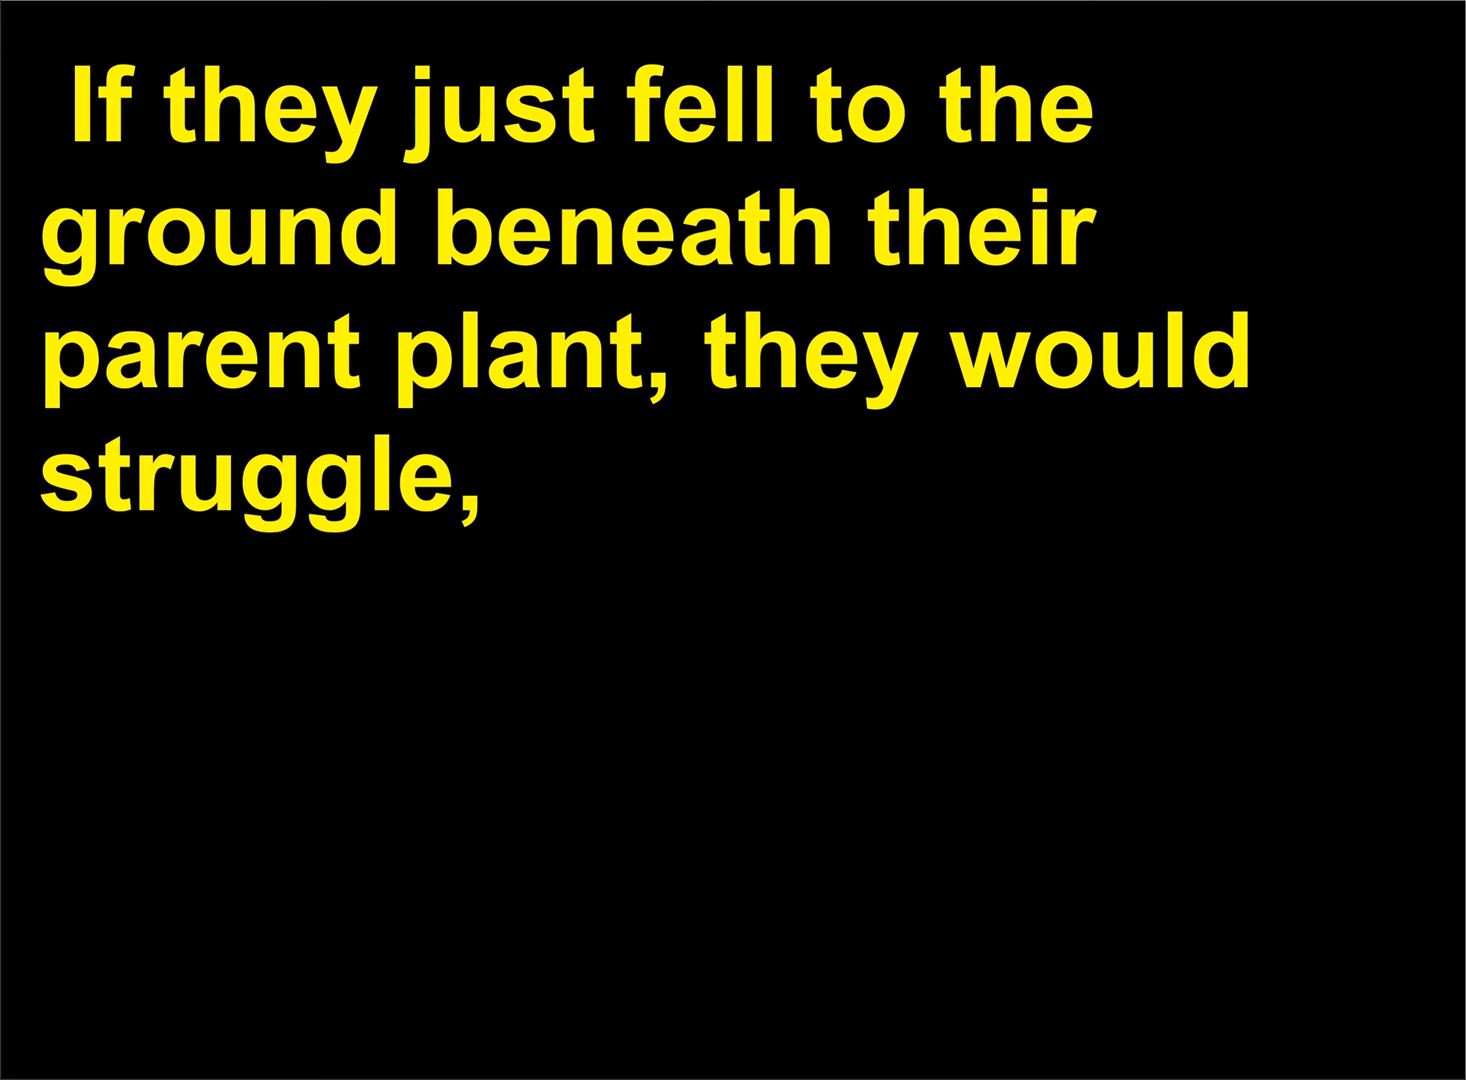 If they just fell to the
ground beneath their
parent plant, they would
struggle,